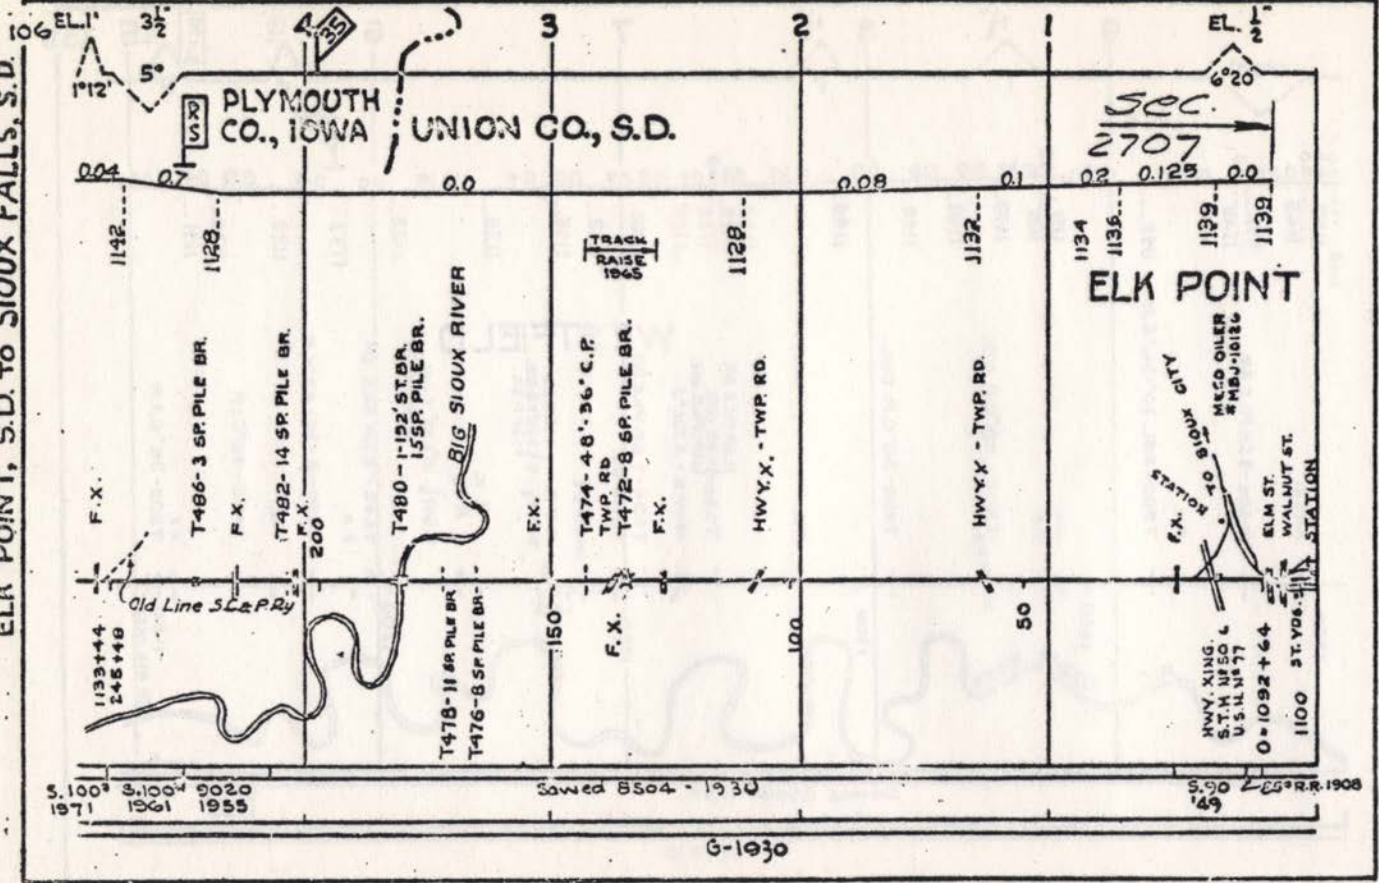 106
ELK POINT, S.D. TO SIOUX FALLS, S.D.
EL.1"
3½"
4
35
3
2
1
EL. ½"
1°12'
5°
6°20'
PLYMOUTH
CO., IOWA
UNION CO., S.D.
Sec.
2707
0.04
0.7
0.0
0.08
0.1
0.2
0.125
0.0
1142
1128
TRACK
RAISE
1965
1128
1132
1134
1136
1139
1139
ELK POINT
F.X.
T486-3 SP. PILE BR.
F.X.
T482-14 SP. PILE BR.
F.X.
200
T480-1-152' ST. BR.
15 SP. PILE BR.
BIG SIOUX RIVER
F.X.
T474-48'-36" C.P.
TWP. RD
T472-8 SP. PILE BR.
F.X.
HWY. X. - TWP. RD.
HWY. X - TWP. RD
F.X.
STATION
TO SIOUX CITY
MECO OILER
#MBJ-10126
ELM ST.
WALNUT ST.
STATION
Old Line S.C. & P. Ry
1133+44
245+48
T478-11 SP. PILE BR
T476-8 SP. PILE BR
150
F.X.
100
50
HWY. XING.
S.T.H Nº 50 &
U.S.H. Nº 77
0=1092+64
1100
ST. YDS.
S.100#
1971
S.100#
1961
9020
1955
Sawed 8504 - 1930
S.90
'49
R.R. 1908
G-1930